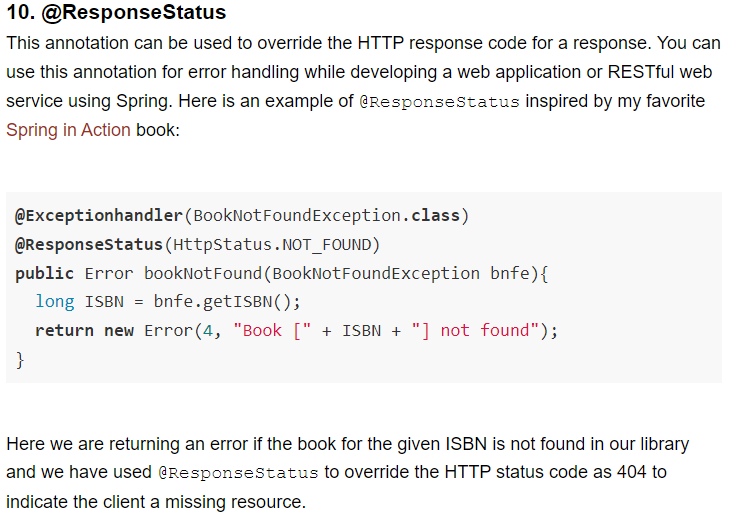 10. @ResponseStatus
This annotation can be used to override the HTTP response code for a response. You can
use this annotation for error handling while developing a web application or RESTful web
service using Spring. Here is an example of @ResponseStatus inspired by my favorite
Spring in Action book:
@Exceptionhandler(BookNotFoundException.class)
@ResponseStatus(HttpStatus.NOT_FOUND)
public Error bookNotFound(BookNotFoundException bnfe){
  long ISBN = bnfe.getISBN();
  return new Error(4, "Book [" + ISBN + "] not found");
}
Here we are returning an error if the book for the given ISBN is not found in our library
and we have used @ResponseStatus to override the HTTP status code as 404 to
indicate the client a missing resource.